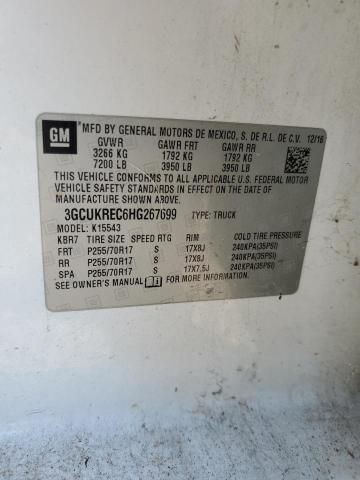 GM
MFD BY GENERAL MOTORS DE MEXICO, S. DE R.L. DE C.V. 12/16
GVWR GAWR FRT GAWR RR
3266 KG 1792 KG 1792 KG
7200 LB 3950 LB 3950 LB
THIS VEHICLE CONFORMS TO ALL APPLICABLE U.S. FEDERAL MOTOR
VEHICLE SAFETY STANDARDS IN EFFECT ON THE DATE OF
MANUFACTURE SHOWN ABOVE.
3GCUKREC6HG267699 TYPE: TRUCK
MODEL: K15543
KBR7 TIRE SIZE SPEED RTG RIM COLD TIRE PRESSURE
FRT P255/70R17 S 17X8J 240KPA(35PSI)
RR P255/70R17 S 17X8J 240KPA(35PSI)
SPA P255/70R17 S 17X7.5J 240KPA(35PSI)
SEE OWNER'S MANUAL FOR MORE INFORMATION.